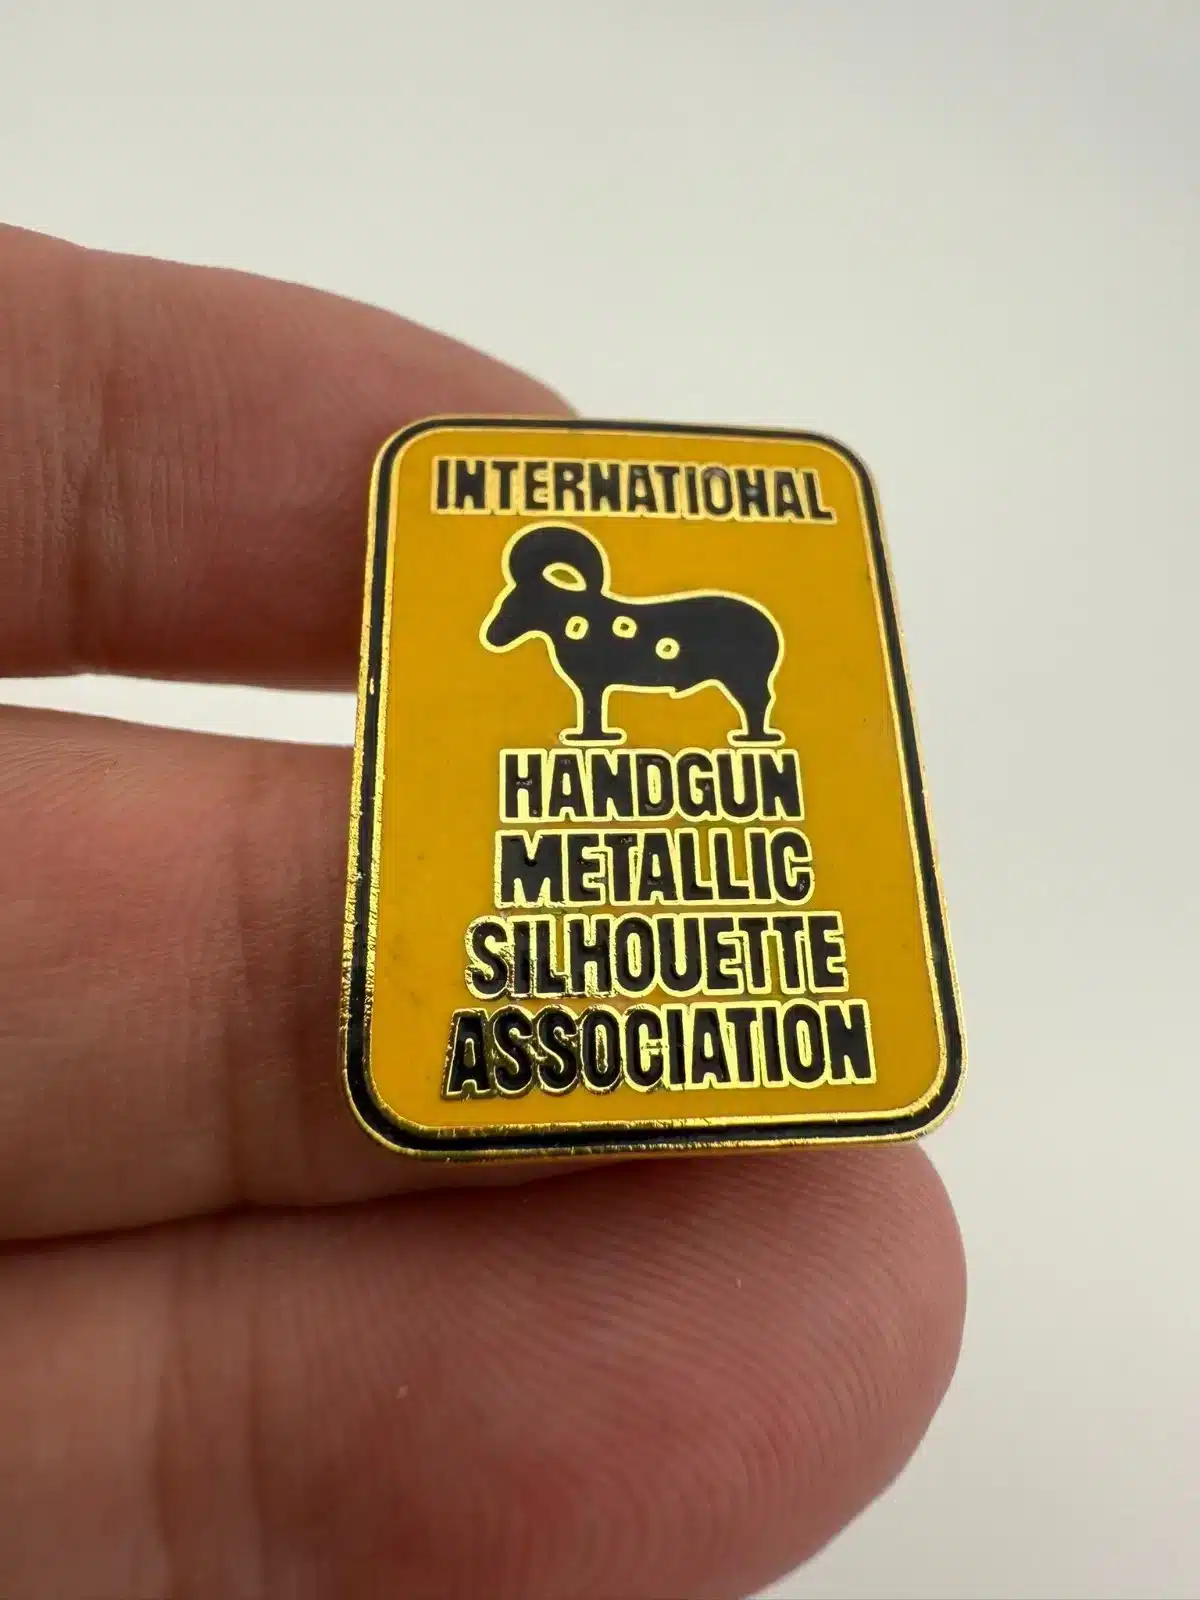 INTERNATIONAL
HANDGUN
METALLIC
SILHOUETTE
ASSOCIATION